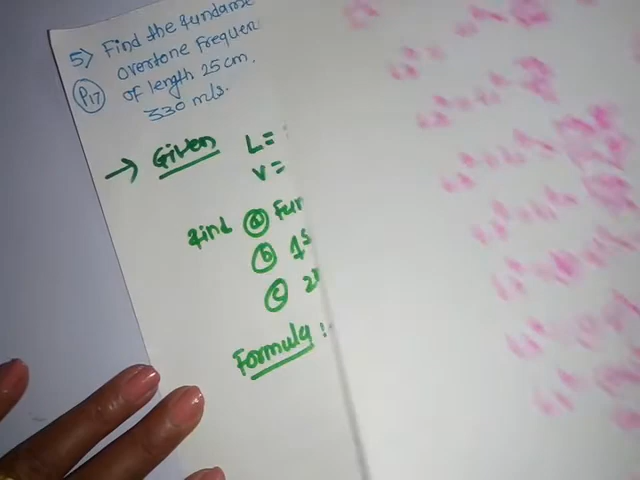 5) Find the fundame
P17 overtone frequen
of length 25 cm.
330 m/s.
→ Given L=
V=
find (a) Fun
(b) 1s
(c) 2
Formula :-